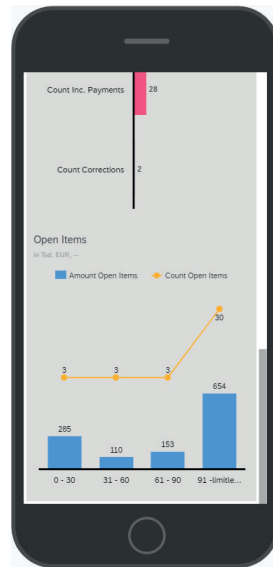 Count Inc. Payments 28
Count Corrections 2
Open Items
in Tsd. EUR, --
Amount Open Items Count Open Items
30
3 3 3
654
285 110 153
0 - 30 31 - 60 61 - 90 91 -limitle...